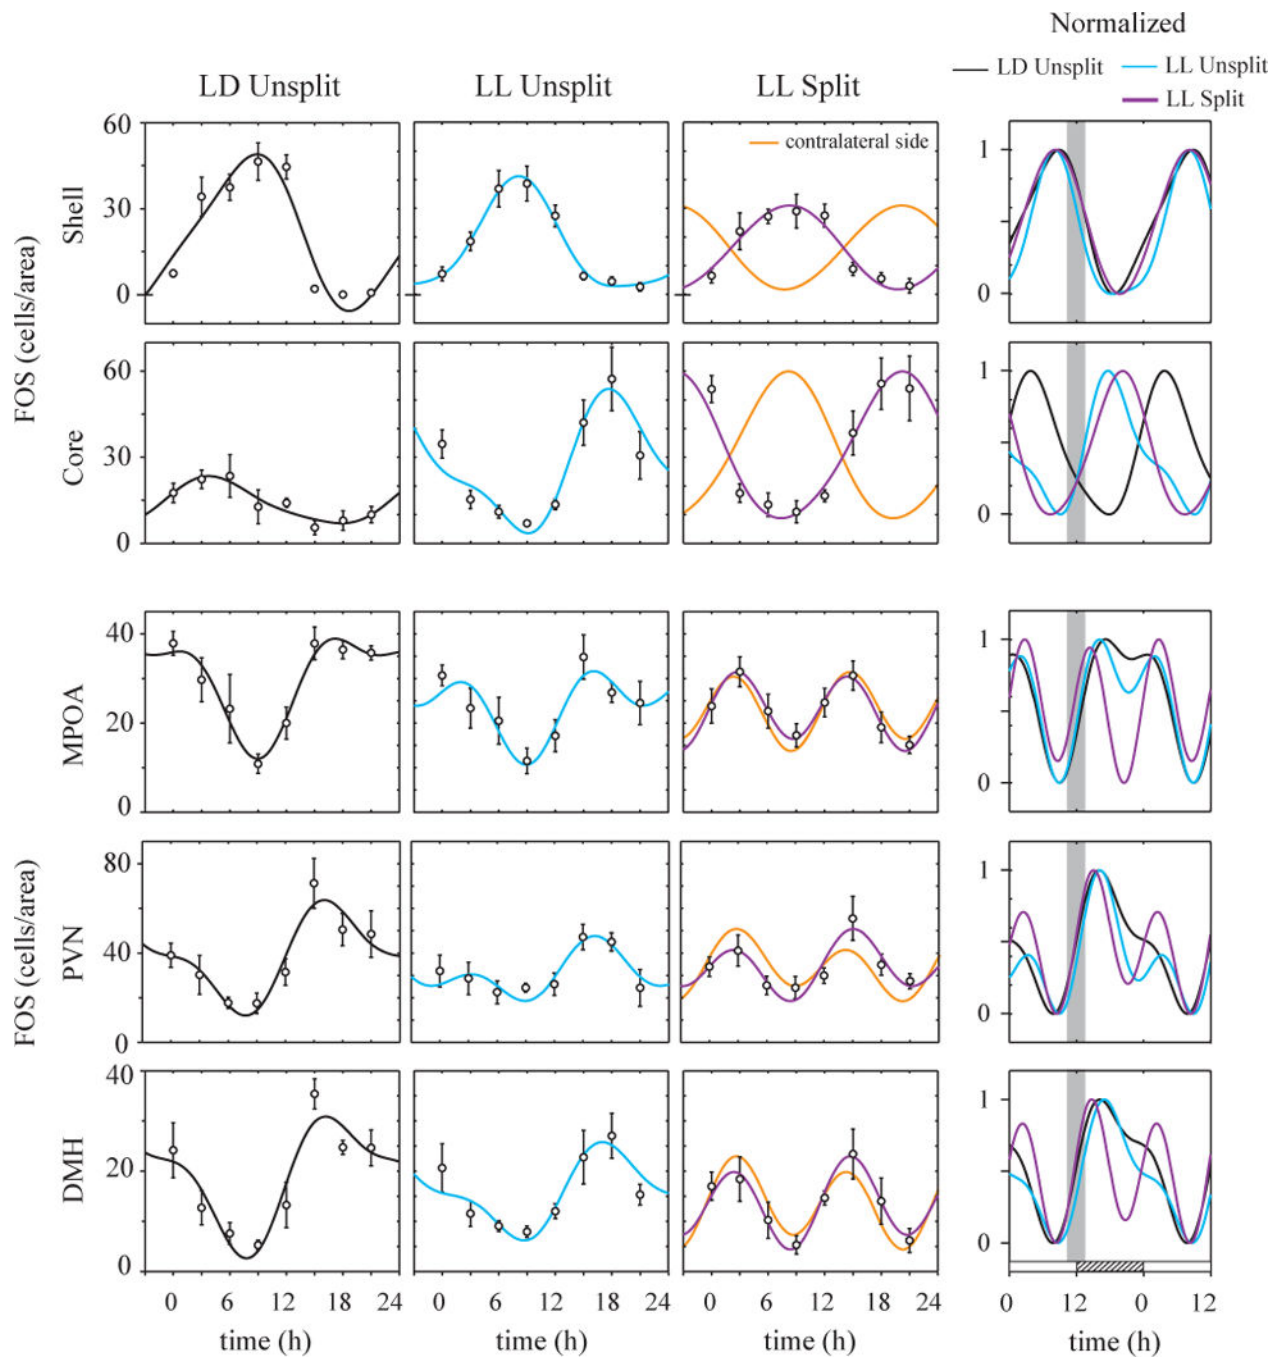 Normalized
LD Unsplit LL Unsplit LL Split
LD Unsplit LL Unsplit
LL Split
FOS (cells/area)
Shell
60
30
0
contralateral side
1
0
Core
60
30
0
1
0
FOS (cells/area)
MPOA
40
20
0
1
0
PVN
80
40
0
1
0
DMH
40
20
0
1
0
0 6 12 18 24 0 6 12 18 24 0 6 12 18 24 0 12 0 12
time (h) time (h) time (h) time (h)